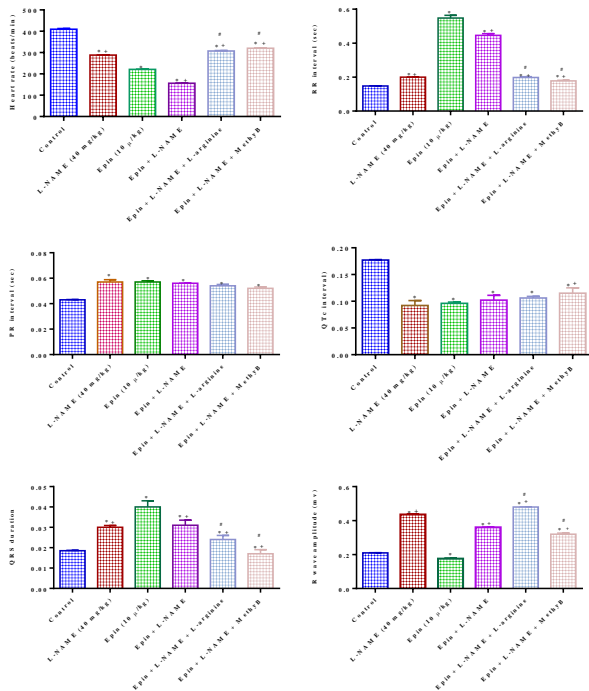 Heart rate (beats/min)
500
400
300
200
100
0
* +
*
* +
#
* +
#
* +
Control
L-NAME (40 mg/kg)
Epin (10 µ/kg)
Epin + L-NAME
Epin + L-NAME + L-arginine
Epin + L-NAME + MethyB
RR interval (sec)
0.6
0.4
0.2
0.0
* +
*
* +
#
* +
#
* +
Control
L-NAME (40 mg/kg)
Epin (10 µ/kg)
Epin + L-NAME
Epin + L-NAME + L-arginine
Epin + L-NAME + MethyB
PR interval (sec)
0.08
0.06
0.04
0.02
0.00
*
*
*
*
*
Control
L-NAME (40 mg/kg)
Epin (10 µ/kg)
Epin + L-NAME
Epin + L-NAME + L-arginine
Epin + L-NAME + MethyB
QTc interval
0.20
0.15
0.10
0.05
0.00
*
*
*
*
* +
Control
L-NAME (40 mg/kg)
Epin (10 µ/kg)
Epin + L-NAME
Epin + L-NAME + L-arginine
Epin + L-NAME + MethyB
QRS duration
0.05
0.04
0.03
0.02
0.01
0.00
* +
*
* +
#
* +
#
* +
Control
L-NAME (40 mg/kg)
Epin (10 µ/kg)
Epin + L-NAME
Epin + L-NAME + L-arginine
Epin + L-NAME + MethyB
R wave amplitude (mv)
0.6
0.4
0.2
0.0
* +
*
* +
#
* +
#
* +
Control
L-NAME (40 mg/kg)
Epin (10 µ/kg)
Epin + L-NAME
Epin + L-NAME + L-arginine
Epin + L-NAME + MethyB